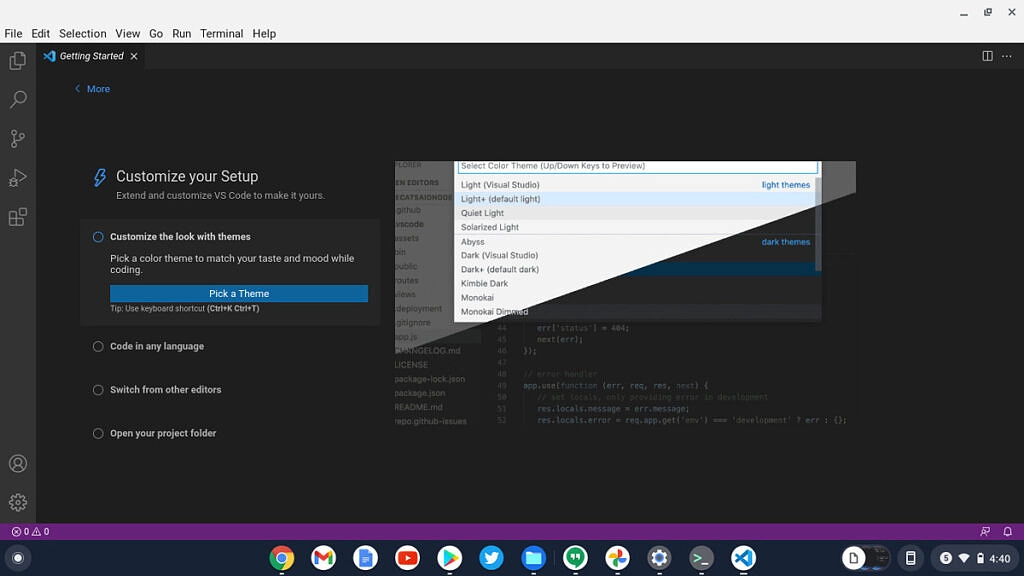 File Edit Selection View Go Run Terminal Help
Getting Started
More
Customize your Setup
Extend and customize VS Code to make it yours.
Customize the look with themes
Pick a color theme to match your taste and mood while
coding.
Pick a Theme
Tip: Use keyboard shortcut (Ctrl+K Ctrl+T)
Code in any language
Switch from other editors
Open your project folder
Select Color Theme (Up/Down Keys to Preview)
Light (Visual Studio) light themes
Light+ (default light)
Quiet Light
Solarized Light
Abyss dark themes
Dark (Visual Studio)
Dark+ (default dark)
Kimbie Dark
Monokai
Monokai Dimmed
PLORER
EN EDITORS
ECATSAIDNODE
.github
.vscode
assets
bin
public
routes
views
.deployment
.gitignore
app.js
CHANGELOG.md
LICENSE
package-lock.json
package.json
README.md
repo.github-issues
44 err['status'] = 404;
45 next(err);
46 });
47
48 // error handler
49 app.use(function (err, req, res, next) {
50 // set locals, only providing error in development
51 res.locals.message = err.message;
52 res.locals.error = req.app.get('env') === 'development' ? err : {};
0 0
5 4:40